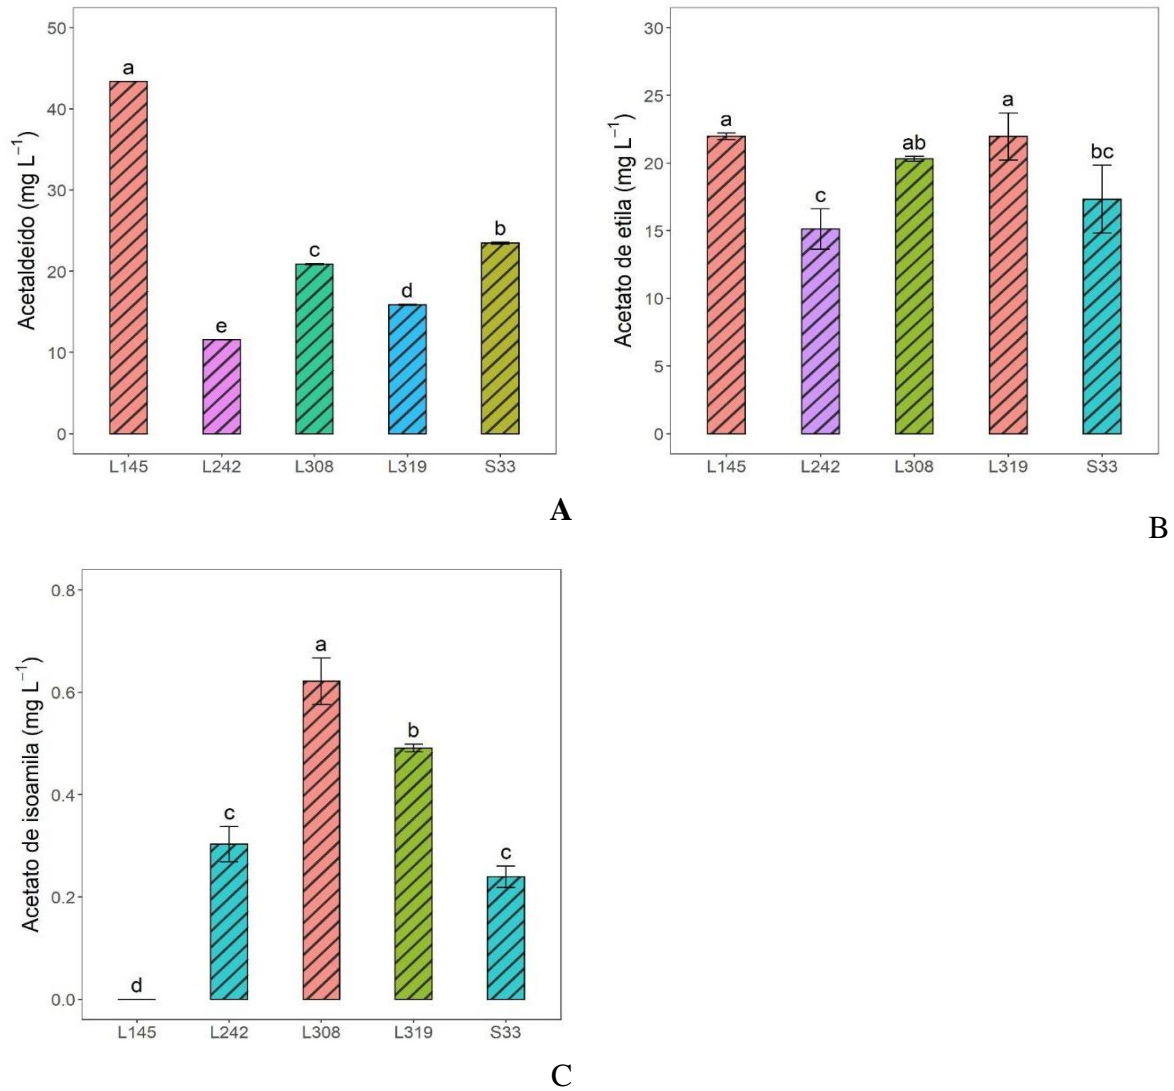 Acetaldeído (mg L⁻¹)
50
40
30
20
10
0
a
e
c
d
b
L145 L242 L308 L319 S33
A
Acetato de etila (mg L⁻¹)
30
25
20
15
10
5
0
a
c
ab
a
bc
L145 L242 L308 L319 S33
B
Acetato de isoamila (mg L⁻¹)
0.8
0.6
0.4
0.2
0.0
d
c
a
b
c
L145 L242 L308 L319 S33
C